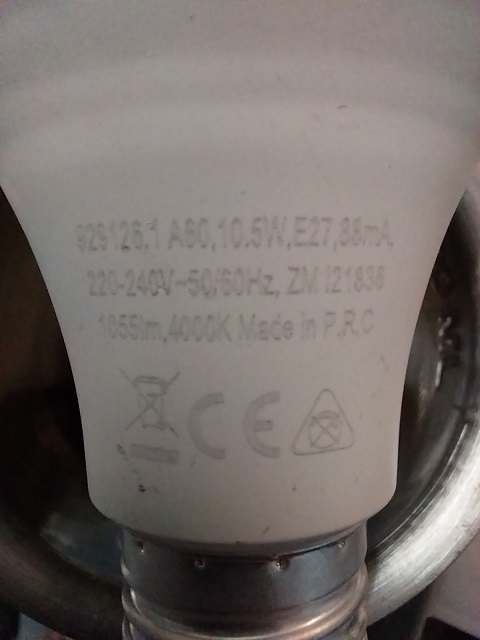 929126.1 A60,10.5W,E27,88mA,
220-240V~50/60Hz, ZM I21836
1055lm,4000K Made in P.R.C
CE